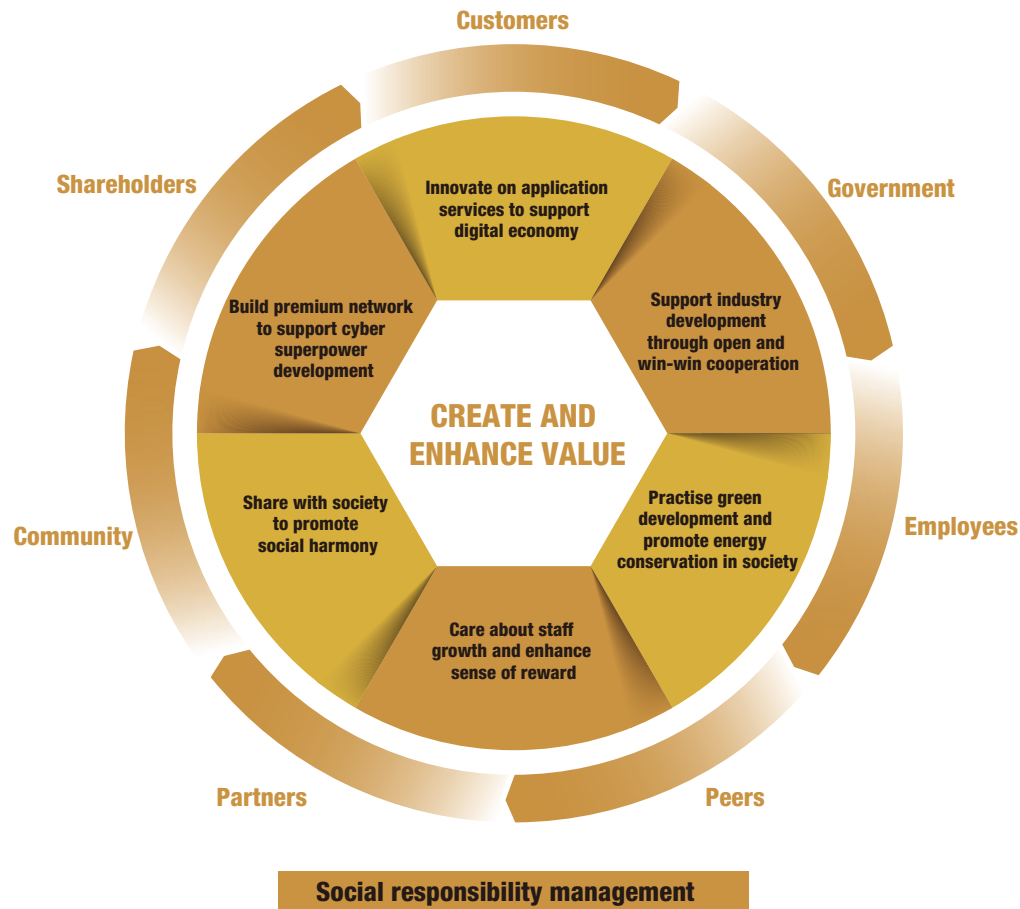 Customers
Shareholders
Government
Innovate on application
services to support
digital economy
Build premium network
to support cyber
superpower
development
Support industry
development
through open and
win-win cooperation
CREATE AND
ENHANCE VALUE
Share with society
to promote
social harmony
Practise green
development and
promote energy
conservation in society
Community
Employees
Care about staff
growth and enhance
sense of reward
Partners
Peers
Social responsibility management